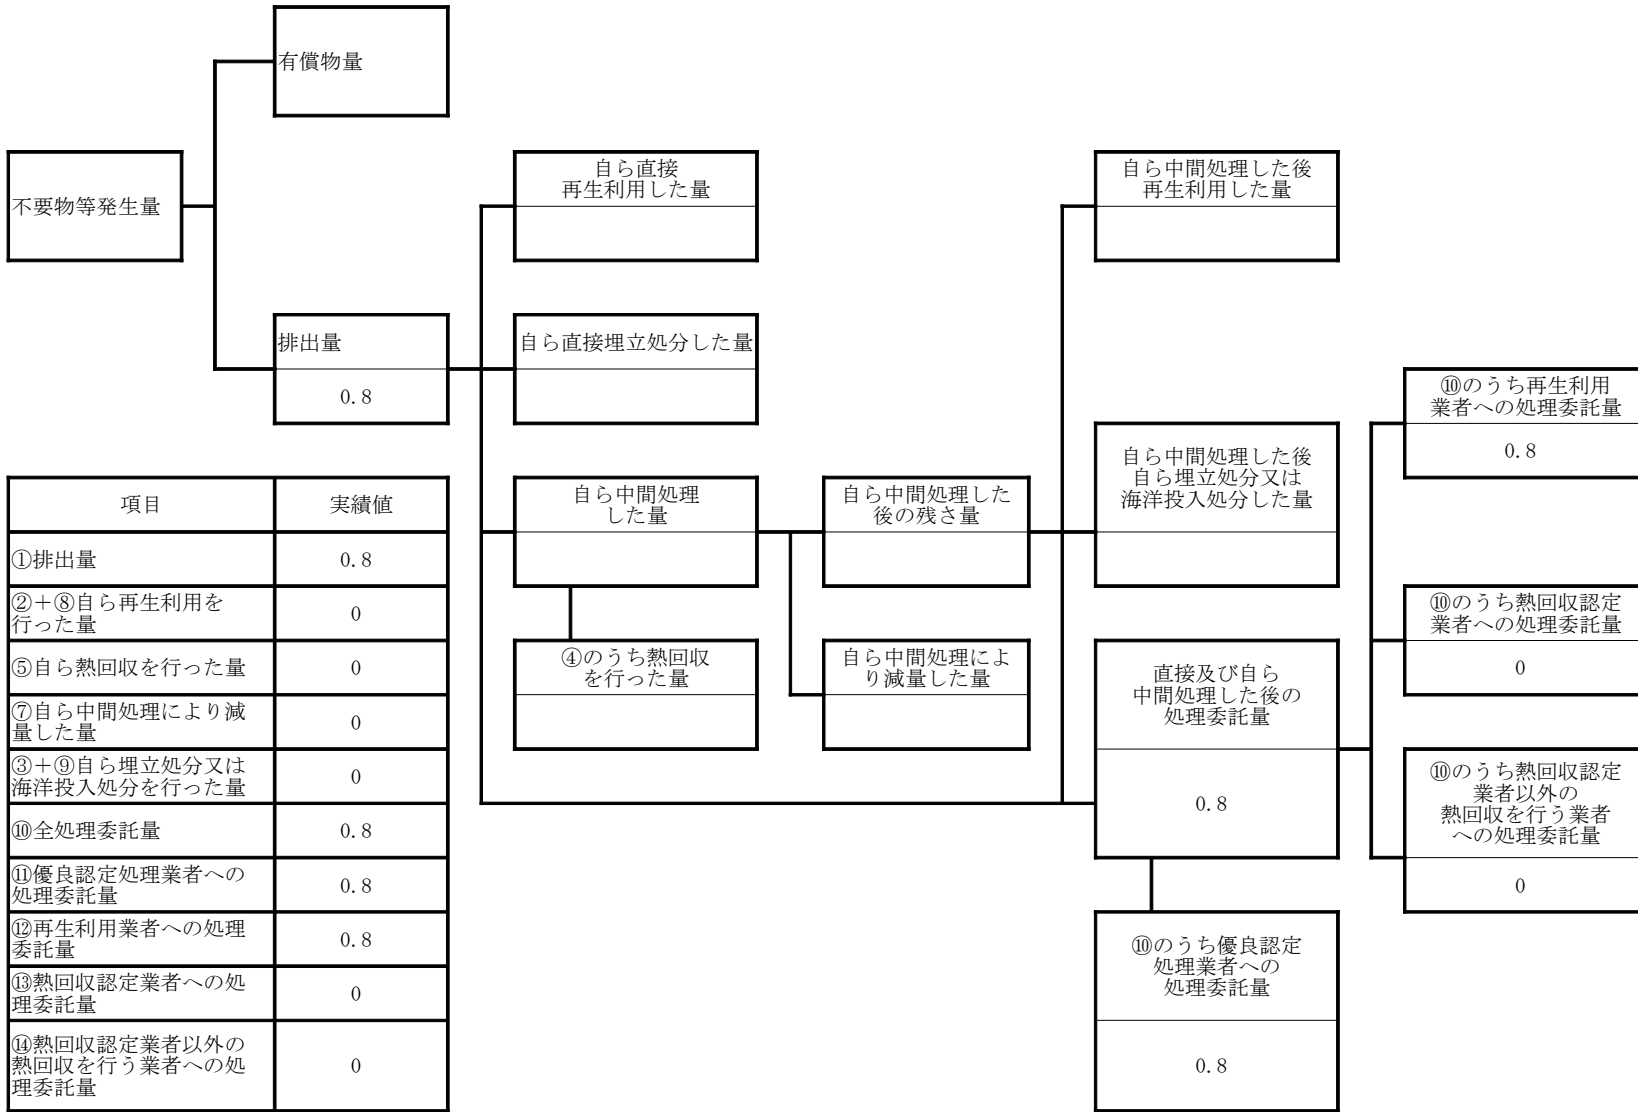 有償物量
不要物等発生量
自ら直接
再生利用した量
自ら中間処理した後
再生利用した量
排出量
0.8
自ら直接埋立処分した量
⑩のうち再生利用
業者への処理委託量
0.8
自ら中間処理
した量
自ら中間処理した
後の残さ量
自ら中間処理した後
自ら埋立処分又は
海洋投入処分した量
④のうち熱回収
を行った量
自ら中間処理によ
り減量した量
直接及び自ら
中間処理した後の
処理委託量
0.8
⑩のうち熱回収認定
業者への処理委託量
0
⑩のうち熱回収認定
業者以外の
熱回収を行う業者
への処理委託量
0
⑩のうち優良認定
処理業者への
処理委託量
0.8
項目 実績値
①排出量 0.8
②+⑧自ら再生利用を
行った量 0
⑤自ら熱回収を行った量 0
⑦自ら中間処理により減
量した量 0
③+⑨自ら埋立処分又は
海洋投入処分を行った量 0
⑩全処理委託量 0.8
⑪優良認定処理業者への
処理委託量 0.8
⑫再生利用業者への処理
委託量 0.8
⑬熱回収認定業者への処
理委託量 0
⑭熱回収認定業者以外の
熱回収を行う業者への処
理委託量 0